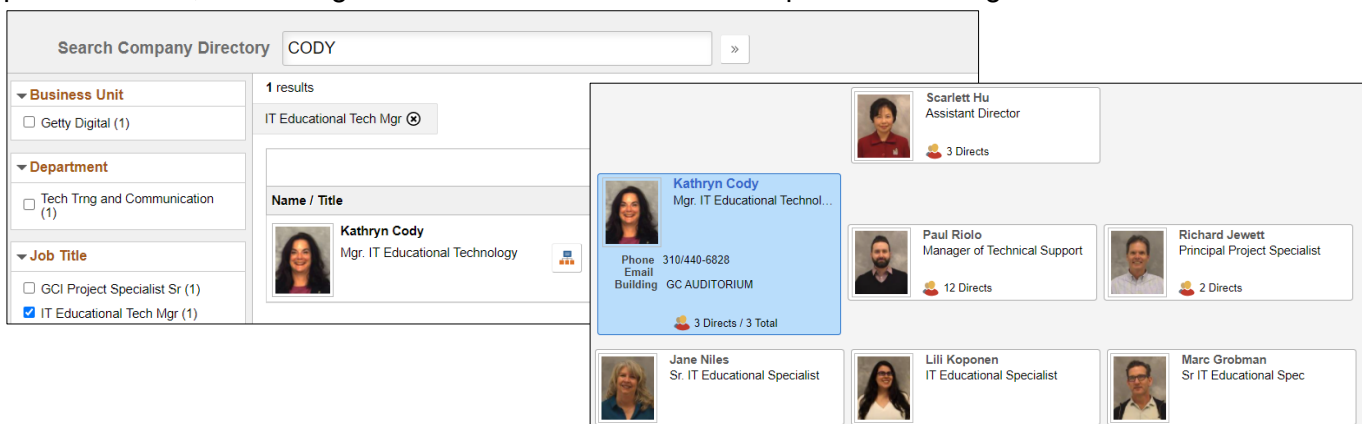 Search Company Directory CODY »
Business Unit
Getty Digital (1)
Department
Tech Trng and Communication
(1)
Job Title
GCI Project Specialist Sr (1)
IT Educational Tech Mgr (1)
1 results
IT Educational Tech Mgr
Name / Title
Kathryn Cody
Mgr. IT Educational Technology
Scarlett Hu
Assistant Director
3 Directs
Kathryn Cody
Mgr. IT Educational Technol...
Phone 310/440-6828
Email
Building GC AUDITORIUM
3 Directs / 3 Total
Paul Riolo
Manager of Technical Support
12 Directs
Richard Jewett
Principal Project Specialist
2 Directs
Jane Niles
Sr. IT Educational Specialist
Lili Koponen
IT Educational Specialist
Marc Grobman
Sr IT Educational Spec